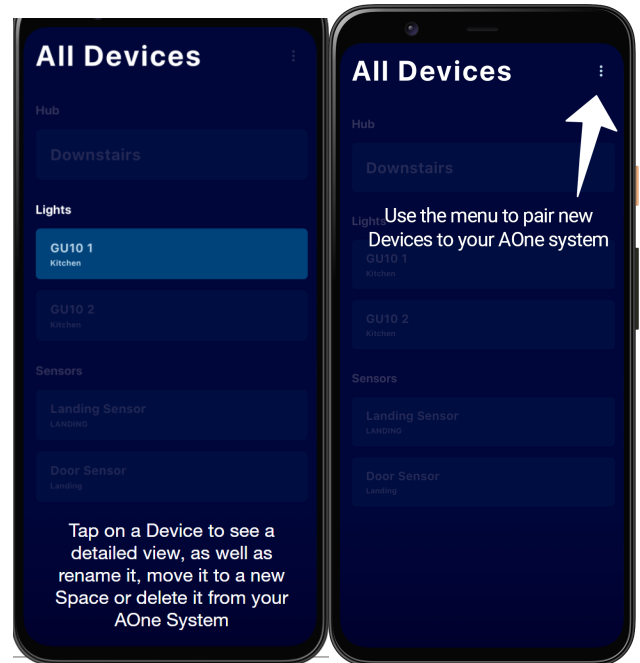 All Devices
Hub
Downstairs
Lights
GU10 1
Kitchen
GU10 2
Kitchen
Sensors
Landing Sensor
LANDING
Door Sensor
Landing
Tap on a Device to see a
detailed view, as well as
rename it, move it to a new
Space or delete it from your
AOne System
All Devices
Hub
Downstairs
Lights
Use the menu to pair new
Devices to your AOne system
GU10 1
Kitchen
GU10 2
Kitchen
Sensors
Landing Sensor
LANDING
Door Sensor
Landing